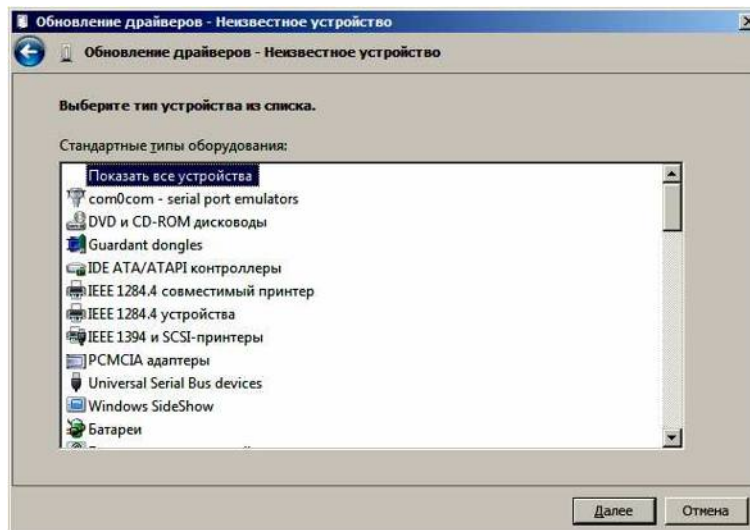 Обновление драйверов - Неизвестное устройство
Обновление драйверов - Неизвестное устройство
Выберите тип устройства из списка.
Стандартные типы оборудования:
Показать все устройства
com0com - serial port emulators
DVD и CD-ROM дисководы
Guardant dongles
IDE ATA/ATAPI контроллеры
IEEE 1284.4 совместимый принтер
IEEE 1284.4 устройства
IEEE 1394 и SCSI-принтеры
PCMCIA адаптеры
Universal Serial Bus devices
Windows SideShow
Батареи
Далее Отмена